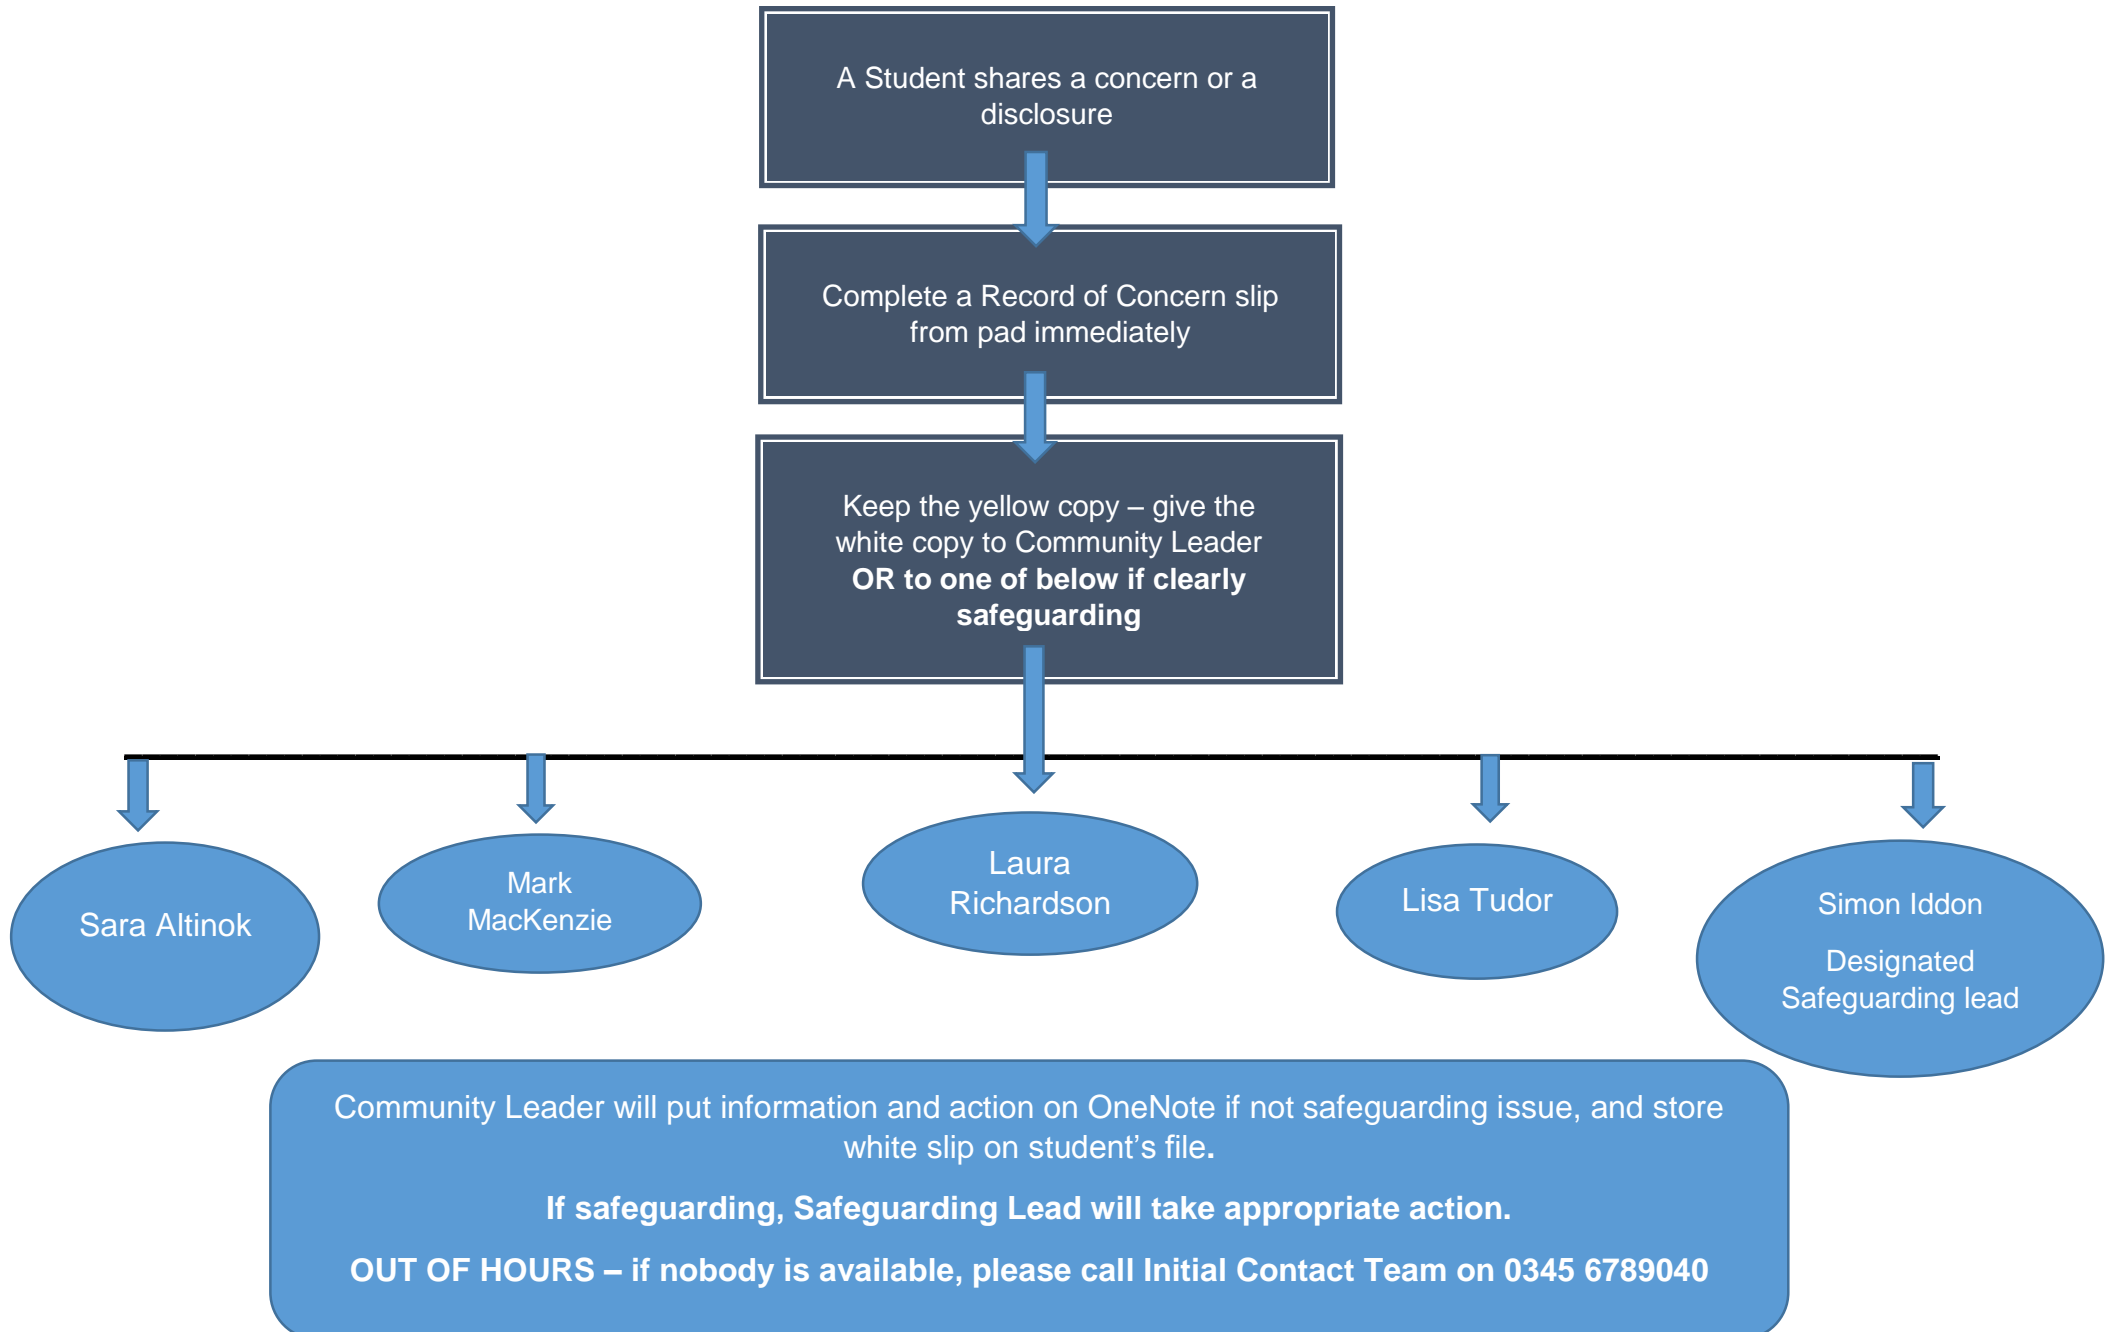 A Student shares a concern or a
disclosure
Complete a Record of Concern slip
from pad immediately
Keep the yellow copy – give the
white copy to Community Leader
OR to one of below if clearly
safeguarding
Sara Altinok
Mark
MacKenzie
Laura
Richardson
Lisa Tudor
Simon Iddon
Designated
Safeguarding lead
Community Leader will put information and action on OneNote if not safeguarding issue, and store
white slip on student’s file.
If safeguarding, Safeguarding Lead will take appropriate action.
OUT OF HOURS – if nobody is available, please call Initial Contact Team on 0345 6789040